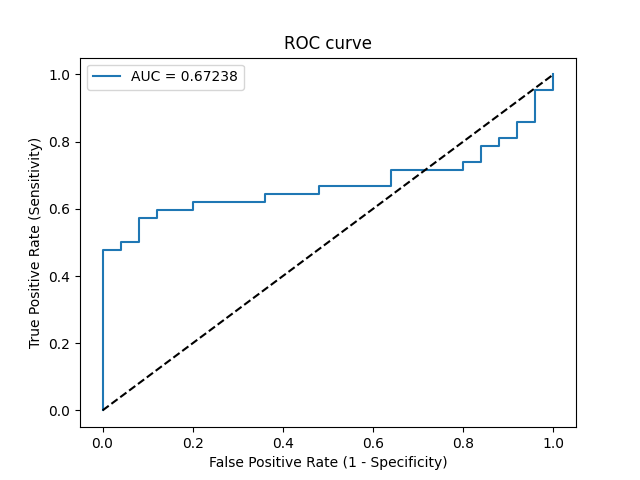 ROC curve
AUC = 0.67238
1.0
0.8
0.6
0.4
0.2
0.0
True Positive Rate (Sensitivity)
0.0 0.2 0.4 0.6 0.8 1.0
False Positive Rate (1 - Specificity)